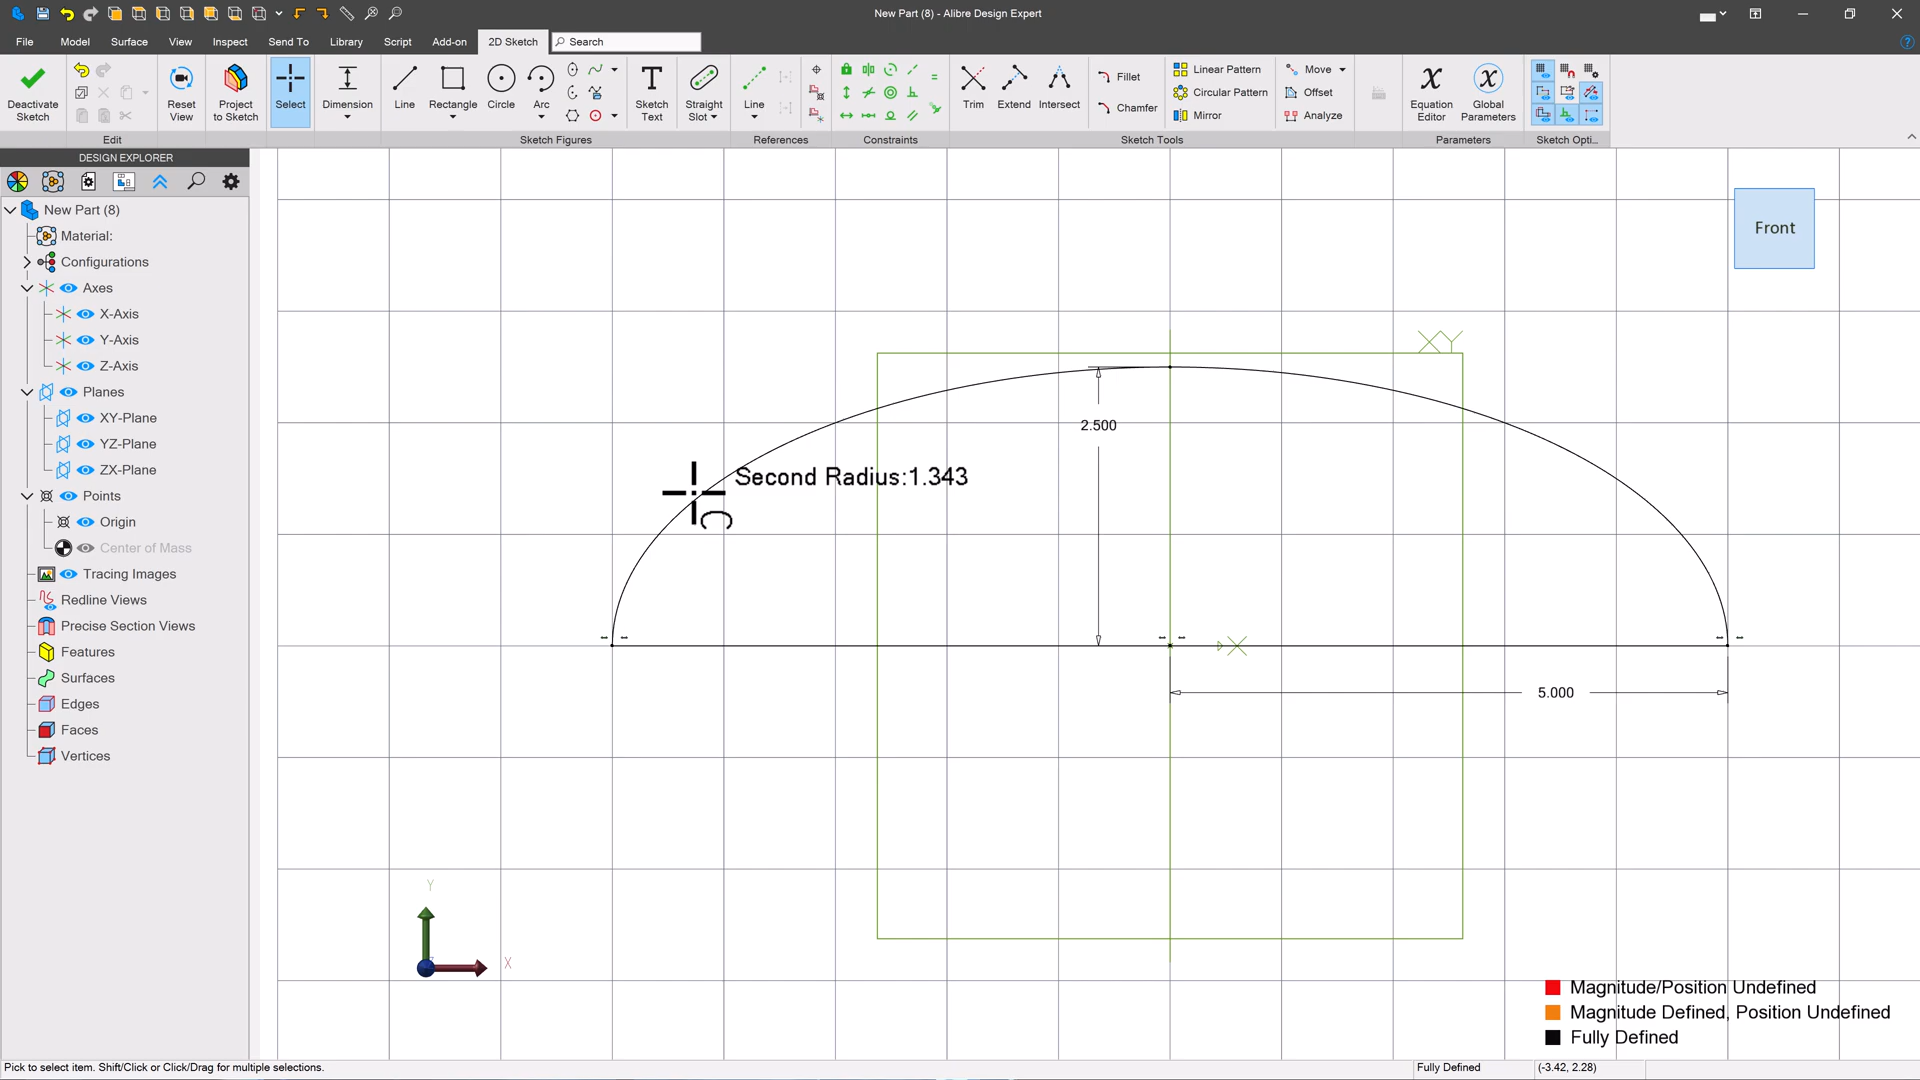 New Part (8) - Alibre Design Expert
File Model Surface View Inspect Send To Library Script Add-on 2D Sketch Search
Deactivate Sketch
Reset View
Project to Sketch
Select
Dimension
Line
Rectangle
Circle
Arc
Sketch Text
Straight Slot
Line
Trim
Extend
Intersect
Fillet
Chamfer
Linear Pattern
Circular Pattern
Mirror
Move
Offset
Analyze
Equation Editor
Global Parameters
Edit
Sketch Figures
References
Constraints
Sketch Tools
Parameters
Sketch Opti...
DESIGN EXPLORER
New Part (8)
Material:
Configurations
Axes
X-Axis
Y-Axis
Z-Axis
Planes
XY-Plane
YZ-Plane
ZX-Plane
Points
Origin
Center of Mass
Tracing Images
Redline Views
Precise Section Views
Features
Surfaces
Edges
Faces
Vertices
Front
XY
2.500
Second Radius:1.343
X
5.000
Y
X
Magnitude/Position Undefined
Magnitude Defined, Position Undefined
Fully Defined
Pick to select item. Shift/Click or Click/Drag for multiple selections.
Fully Defined
(-3.42, 2.28)